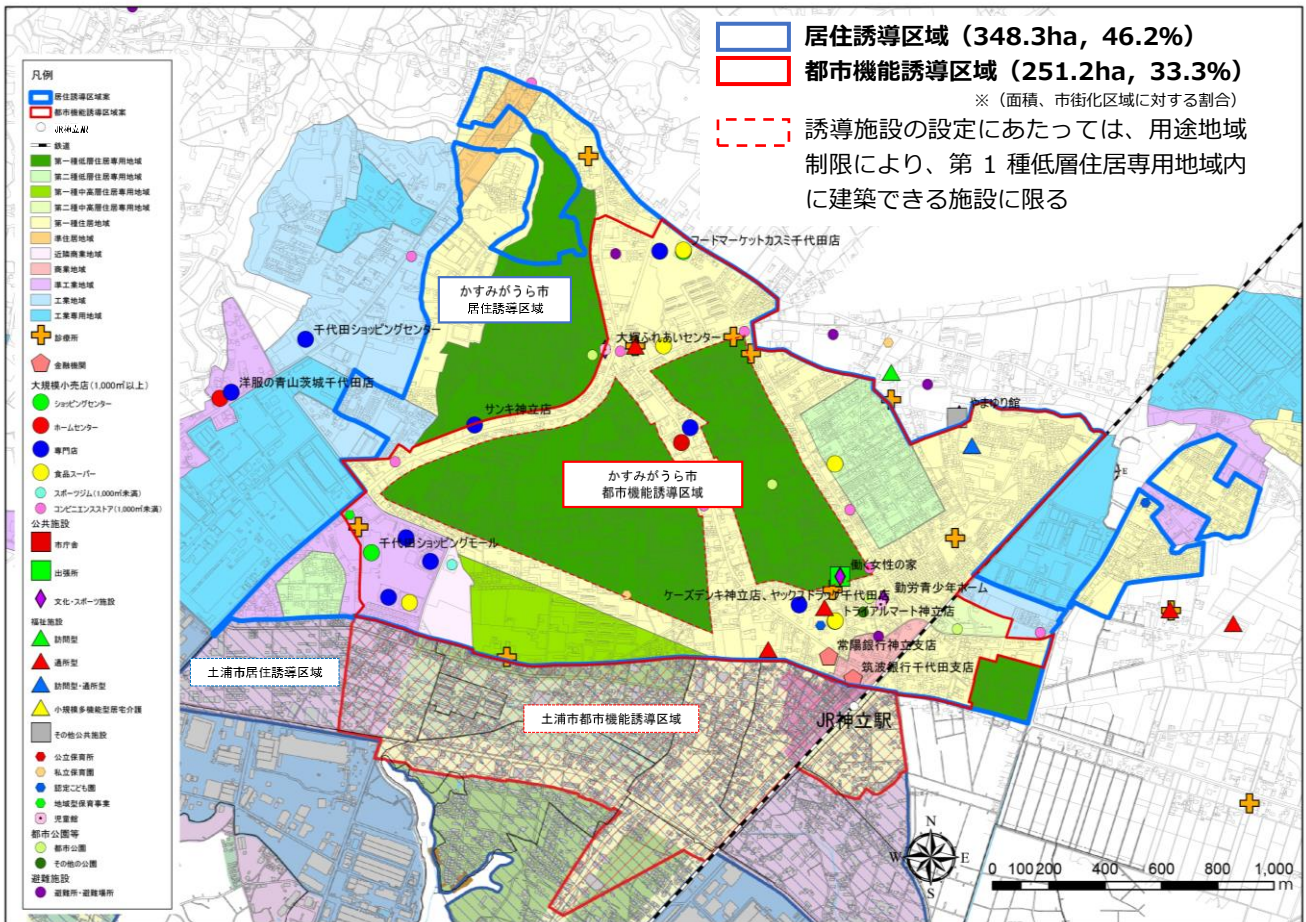 居住誘導区域（348.3ha，46.2%）
都市機能誘導区域（251.2ha，33.3%）
※（面積、市街化区域に対する割合）
誘導施設の設定にあたっては、用途地域
制限により、第 1 種低層住居専用地域内
に建築できる施設に限る
凡例
居住誘導区域案
都市機能誘導区域案
JR神立駅
鉄道
第一種低層住居専用地域
第二種低層住居専用地域
第一種中高層住居専用地域
第二種中高層住居専用地域
第一種住居地域
準住居地域
近隣商業地域
商業地域
準工業地域
工業地域
工業専用地域
診療所
金融機関
大規模小売店(1,000㎡以上)
ショッピングセンター
ホームセンター
専門店
食品スーパー
スポーツジム(1,000㎡未満)
コンビニエンスストア(1,000㎡未満)
公共施設
市庁舎
出張所
文化・スポーツ施設
福祉施設
訪問型
通所型
訪問型・通所型
小規模多機能型居宅介護
その他公共施設
公立保育所
私立保育園
認定こども園
地域型保育事業
児童館
都市公園等
都市公園
その他の公園
避難施設
避難所・避難場所
フードマーケットカスミ千代田店
かすみがうら市
居住誘導区域
千代田ショッピングセンター
大塚ふれあいセンター
洋服の青山茨城千代田店
サンキ神立店
やまゆり館
かすみがうら市
都市機能誘導区域
千代田ショッピングモール
働く女性の家
勤労青少年ホーム
ケーズデンキ神立店、ヤックスドラッグ千代田店
トライアルマート神立店
常陽銀行神立支店
筑波銀行千代田支店
土浦市居住誘導区域
土浦市都市機能誘導区域
JR神立駅
N
W
E
S
0 100 200 400 600 800 1,000
m